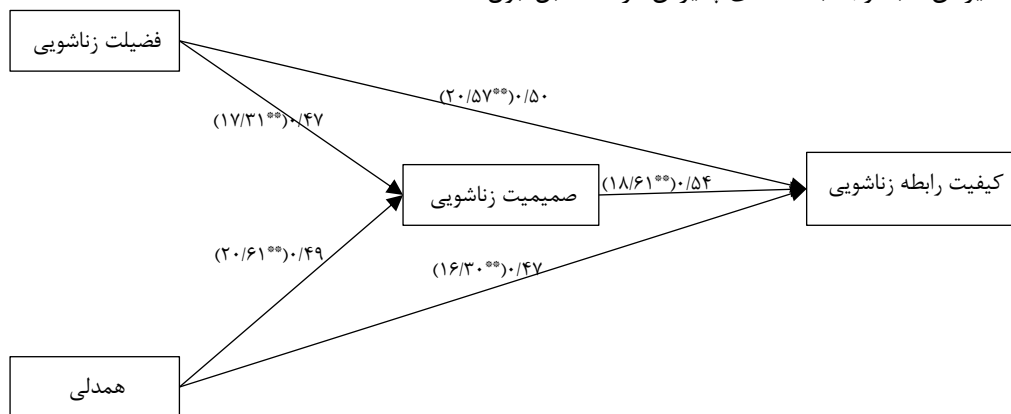 فضیلت زناشویی
(۲۰/۵۷**)۰/۵۰
(۱۷/۳۱**)۰/۴۷
صمیمیت زناشویی
(۱۸/۶۱**)۰/۵۴
کیفیت رابطه زناشویی
(۲۰/۶۱**)۰/۴۹
(۱۶/۳۰**)۰/۴۷
همدلی